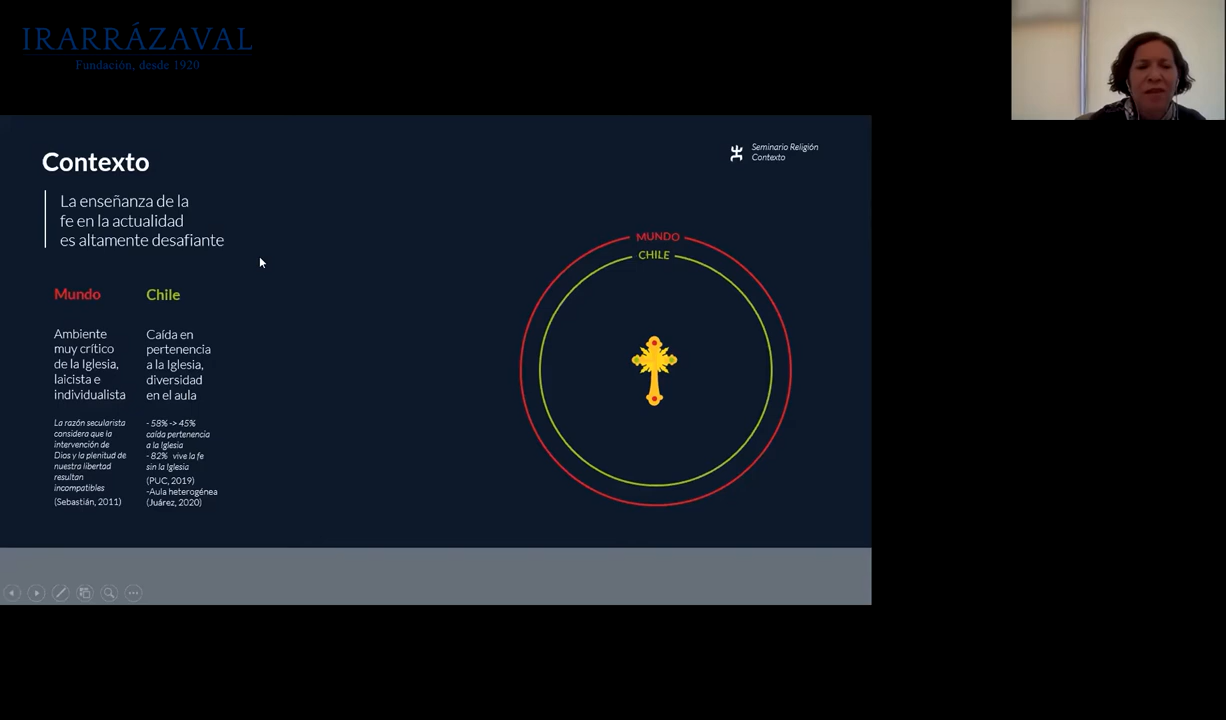 IRARRÁZAVAL
Fundación, desde 1920
Contexto
Seminario Religión
Contexto
La enseñanza de la
fe en la actualidad
es altamente desafiante
Mundo
Ambiente
muy crítico
de la Iglesia,
laicista e
individualista
La razón secularista
considera que la
intervención de
Dios y la plenitud de
nuestra libertad
resultan
incompatibles
(Sebastián, 2011)
Chile
Caída en
pertenencia
a la Iglesia,
diversidad
en el aula
- 58% -> 45%
caída pertenencia
a la Iglesia
- 82% vive la fe
sin la Iglesia
(PUC, 2019)
-Aula heterogénea
(Juárez, 2020)
MUNDO
CHILE